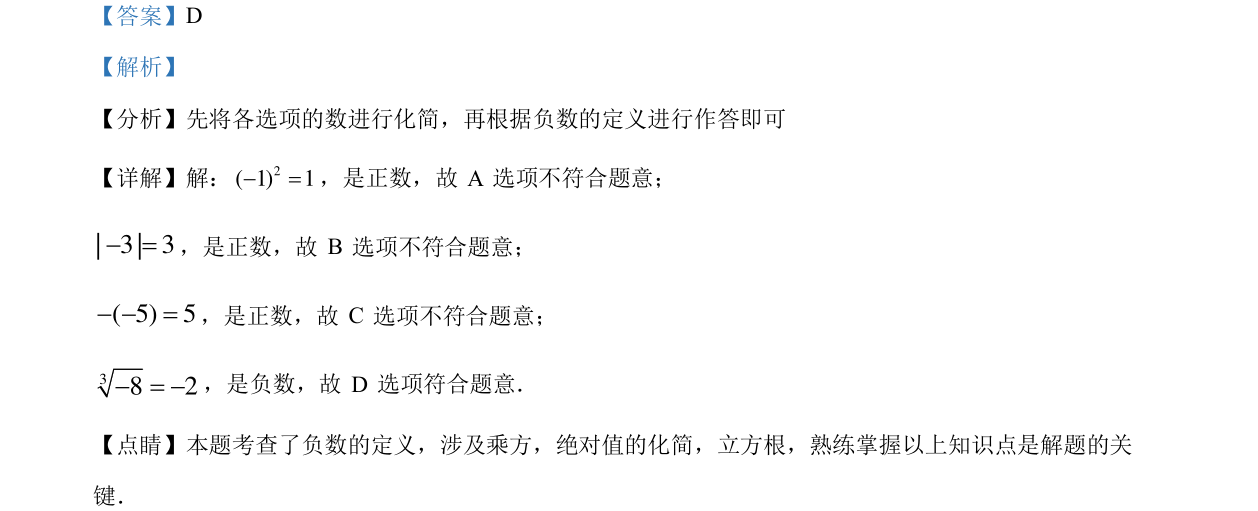 【答案】D
【解析】
【分析】先将各选项的数进行化简，再根据负数的定义进行作答即可
【详解】解：(−1)²=1，是正数，故 A 选项不符合题意；
|−3|=3，是正数，故 B 选项不符合题意；
−(−5)=5，是正数，故 C 选项不符合题意；
∛−8=−2，是负数，故 D 选项符合题意．
【点睛】本题考查了负数的定义，涉及乘方，绝对值的化简，立方根，熟练掌握以上知识点是解题的关
键．